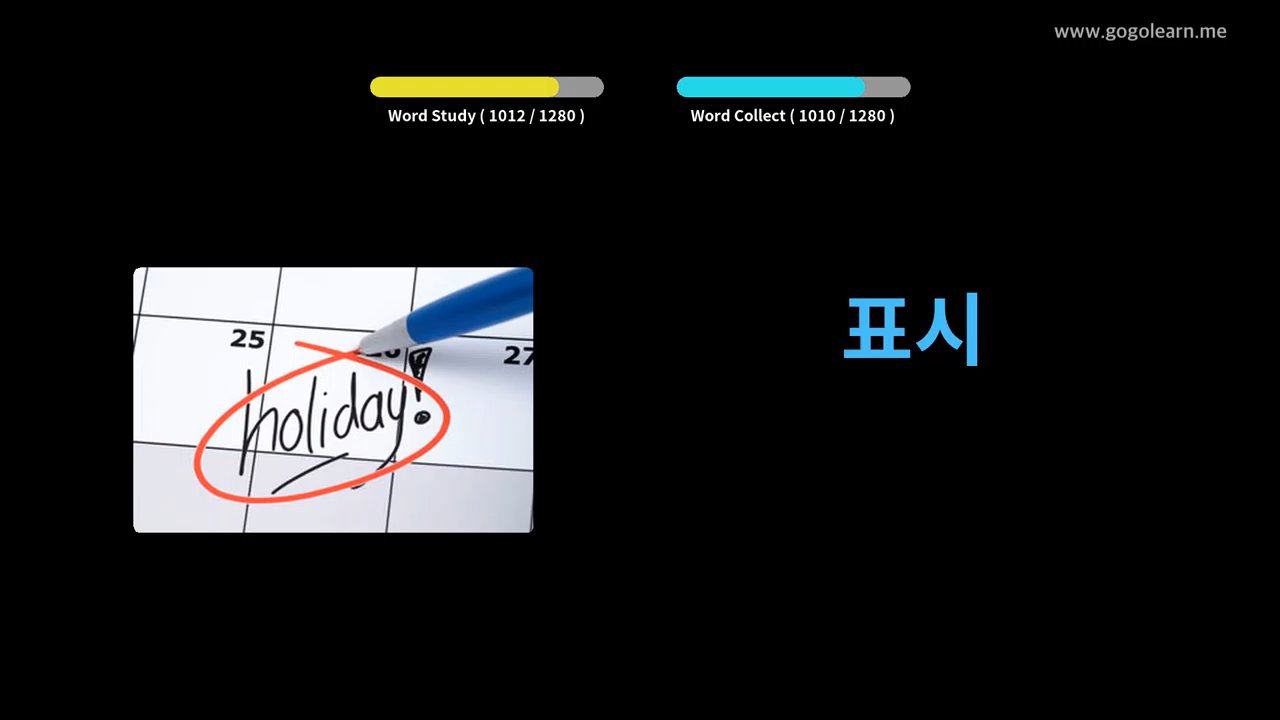 www.gogolearn.me
Word Study ( 1012 / 1280 )
Word Collect ( 1010 / 1280 )
25
27
holiday!
표시